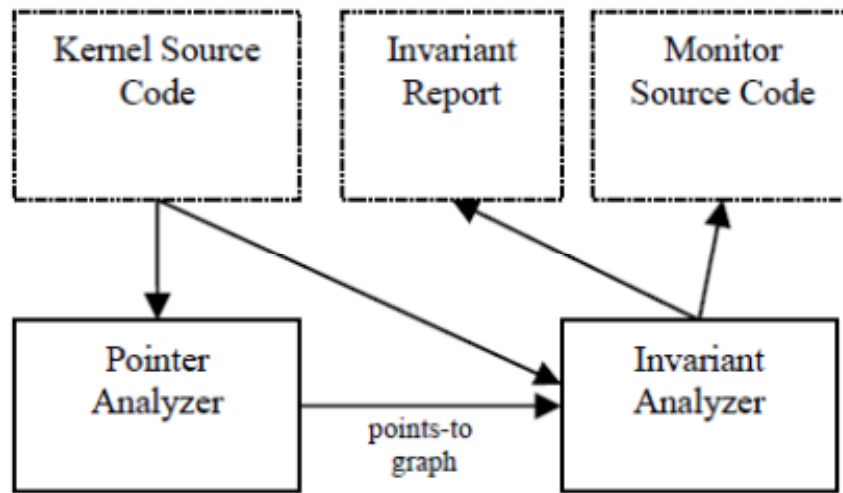 Kernel Source
Code
Invariant
Report
Monitor
Source Code
Pointer
Analyzer
points-to
graph
Invariant
Analyzer